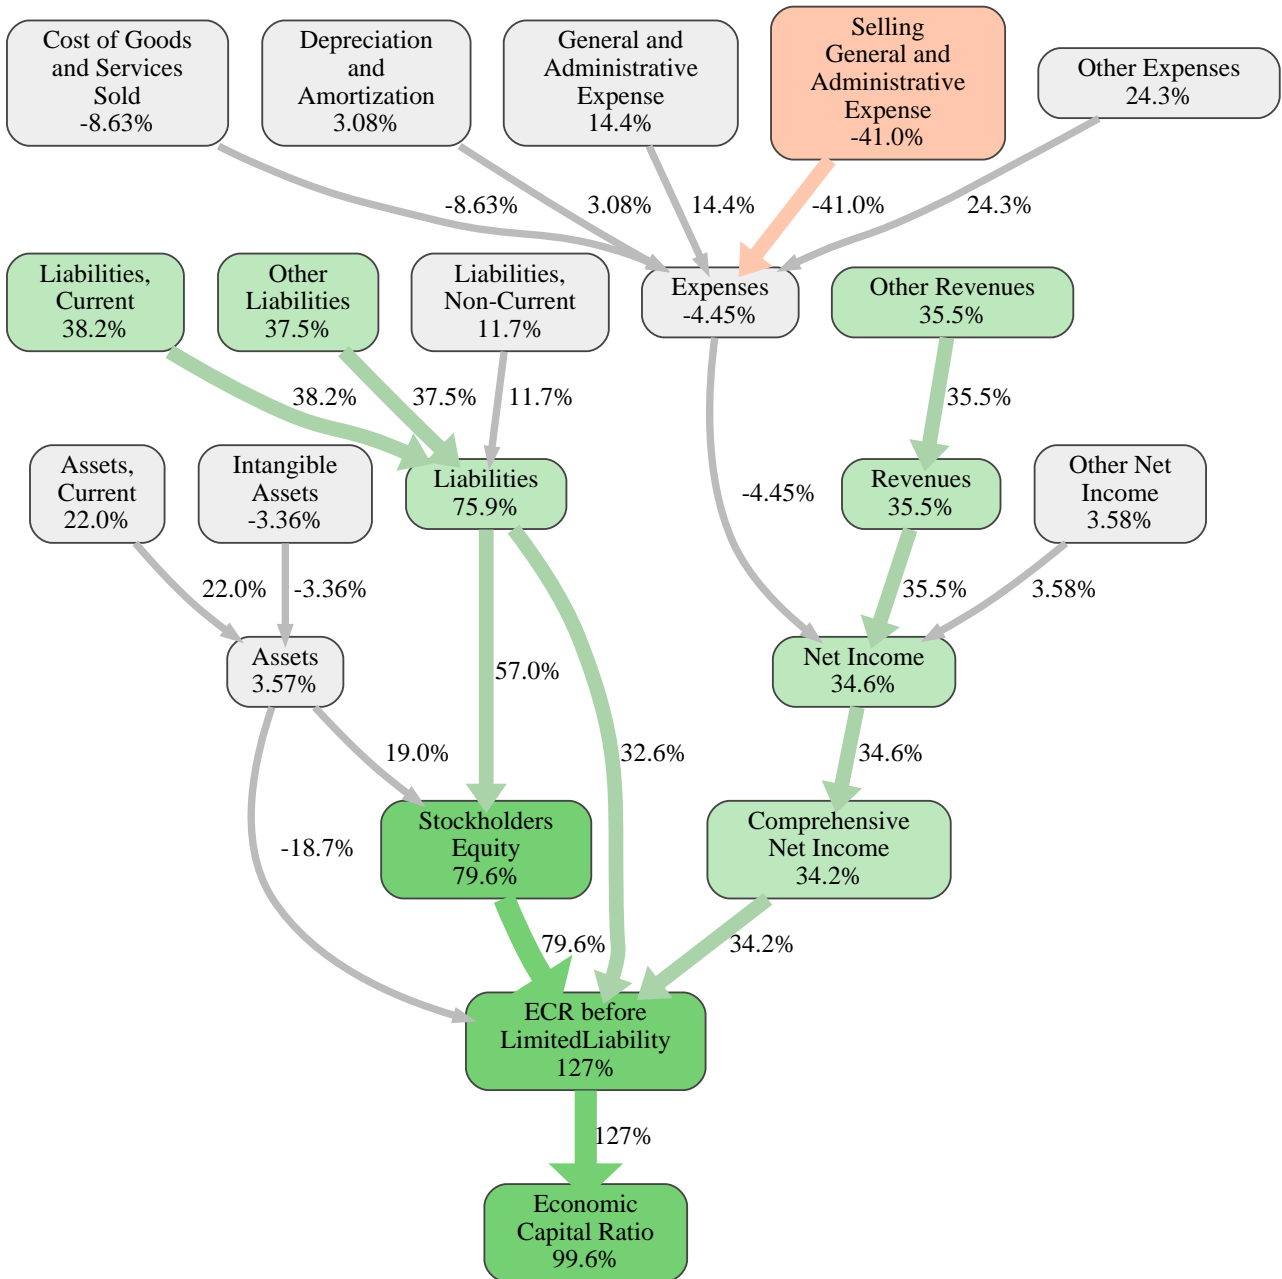 Cost of Goods
and Services
Sold
-8.63%
Depreciation
and
Amortization
3.08%
General and
Administrative
Expense
14.4%
Selling
General and
Administrative
Expense
-41.0%
Other Expenses
24.3%
-8.63%
3.08%
14.4%
-41.0%
24.3%
Liabilities,
Current
38.2%
Other
Liabilities
37.5%
Liabilities,
Non-Current
11.7%
Expenses
-4.45%
Other Revenues
35.5%
38.2%
37.5%
11.7%
35.5%
Assets,
Current
22.0%
Intangible
Assets
-3.36%
Liabilities
75.9%
-4.45%
Revenues
35.5%
Other Net
Income
3.58%
22.0%
-3.36%
35.5%
3.58%
Assets
3.57%
57.0%
Net Income
34.6%
19.0%
32.6%
34.6%
-18.7%
Stockholders
Equity
79.6%
Comprehensive
Net Income
34.2%
79.6%
34.2%
ECR before
LimitedLiability
127%
127%
Economic
Capital Ratio
99.6%